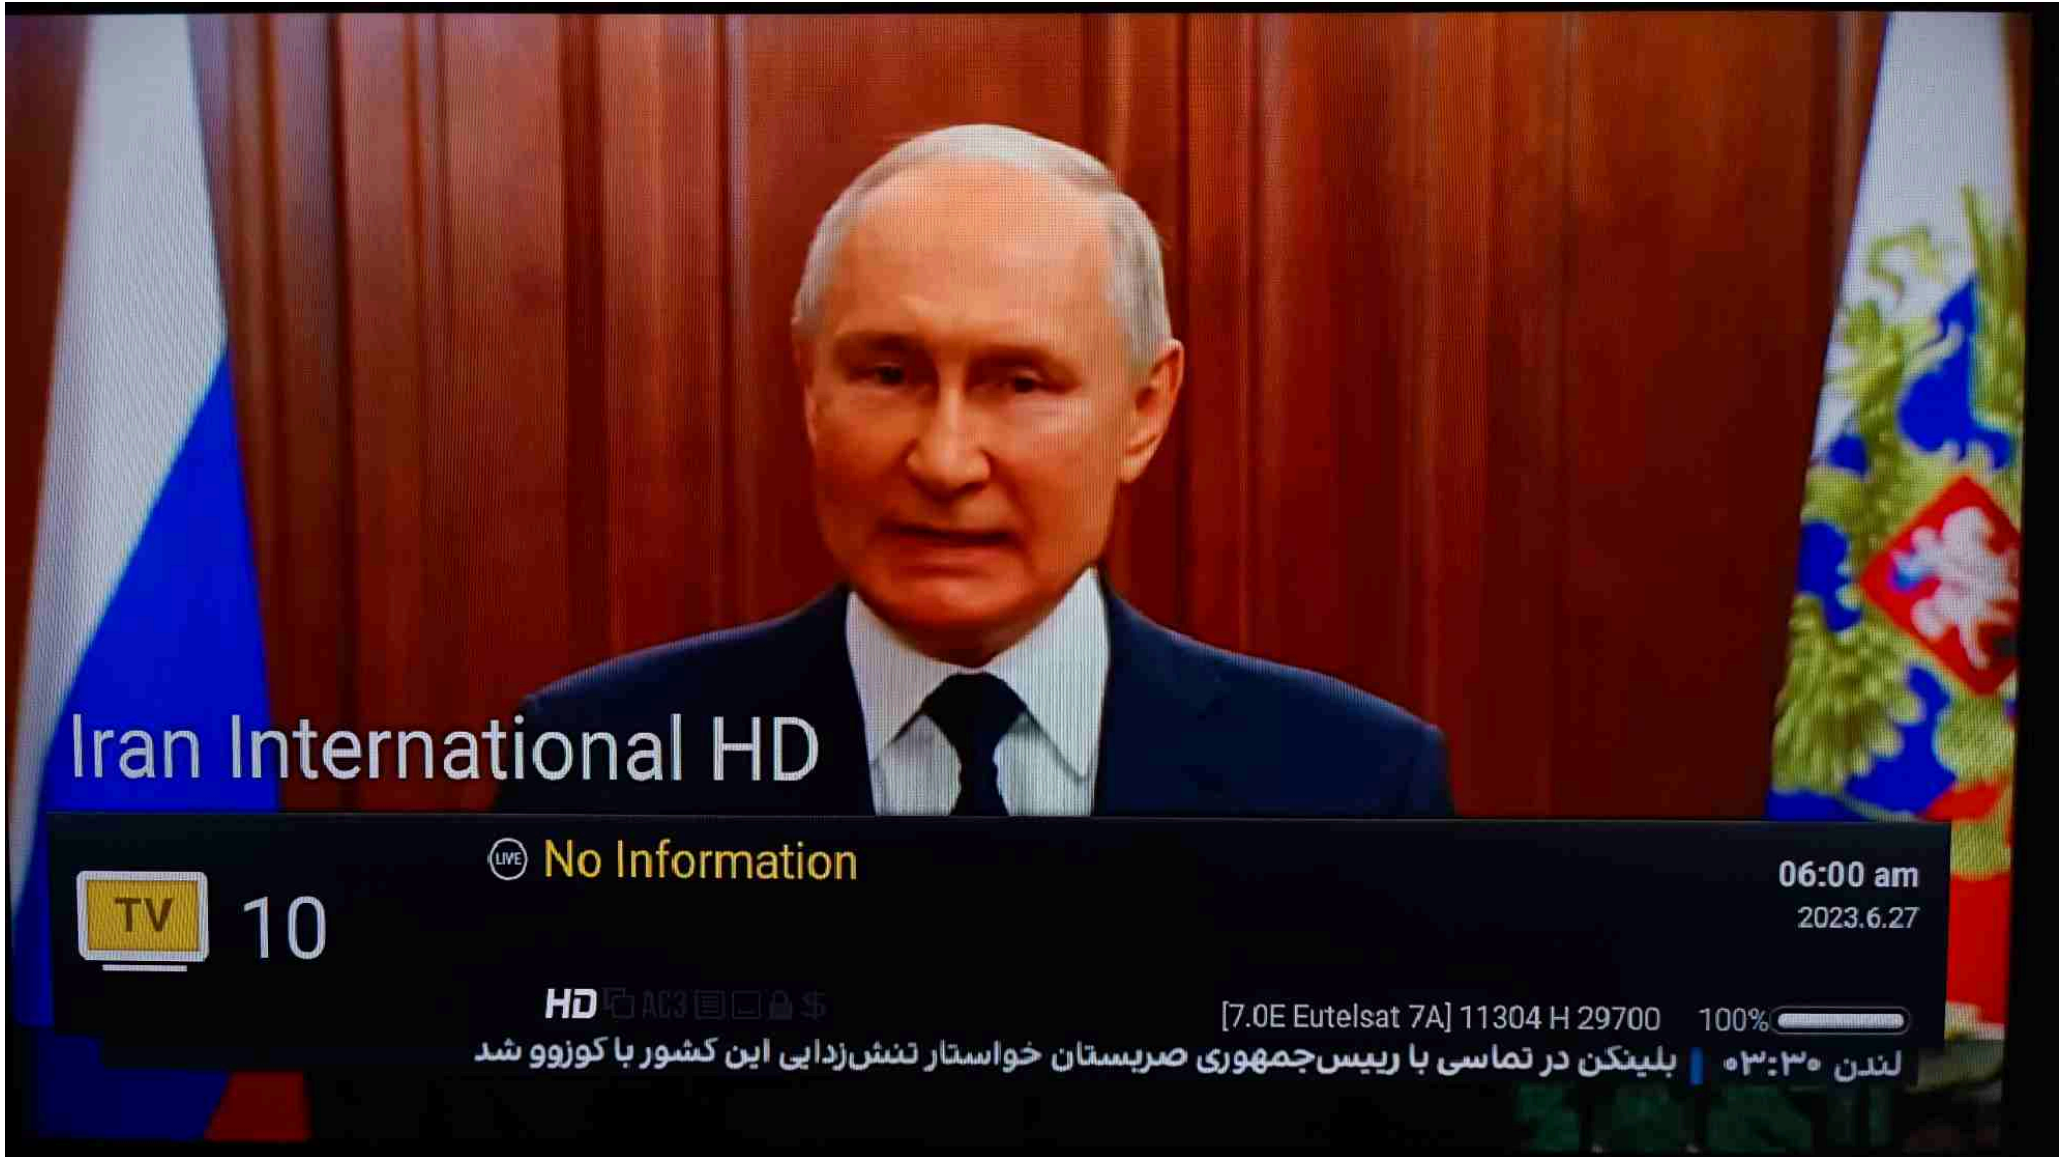 Iran International HD
LIVE No Information
TV 10
06:00 am
2023.6.27
HD AC3 $
[7.0E Eutelsat 7A] 11304 H 29700 100%
لندن ۰۳:۳۰ بلینکن در تماسی با رییس‌جمهوری صربستان خواستار تنش‌زدایی این کشور با کوزوو شد